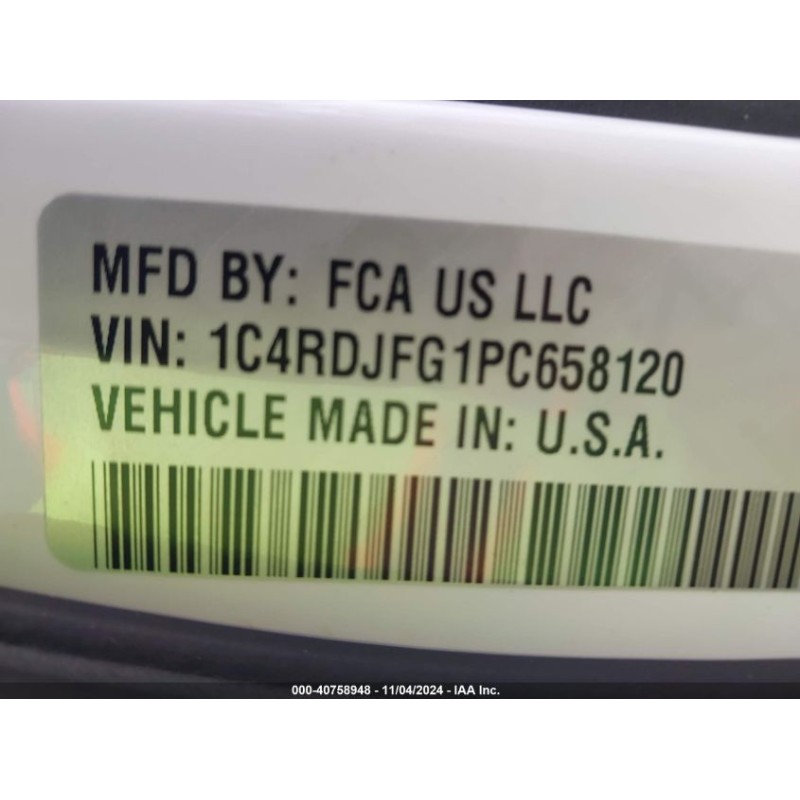 MFD BY: FCA US LLC
VIN: 1C4RDJFG1PC658120
VEHICLE MADE IN: U.S.A.
000-40758948 - 11/04/2024 - IAA Inc.